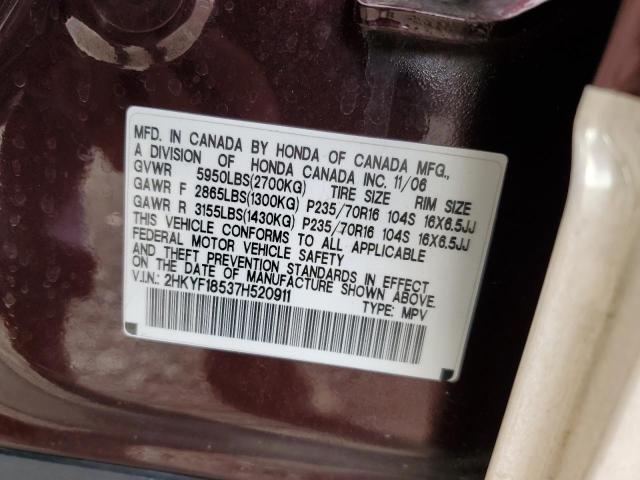 MFD. IN CANADA BY HONDA OF CANADA MFG.,
A DIVISION OF HONDA CANADA INC. 11/06
GVWR 5950LBS(2700KG) TIRE SIZE RIM SIZE
GAWR F 2865LBS(1300KG) P235/70R16 104S 16X6.5JJ
GAWR R 3155LBS(1430KG) P235/70R16 104S 16X6.5JJ
THIS VEHICLE CONFORMS TO ALL APPLICABLE
FEDERAL MOTOR VEHICLE SAFETY
AND THEFT PREVENTION STANDARDS IN EFFECT
ON THE DATE OF MANUFACTURE SHOWN ABOVE.
V.I.N.: 2HKYF18537H520911
TYPE: MPV